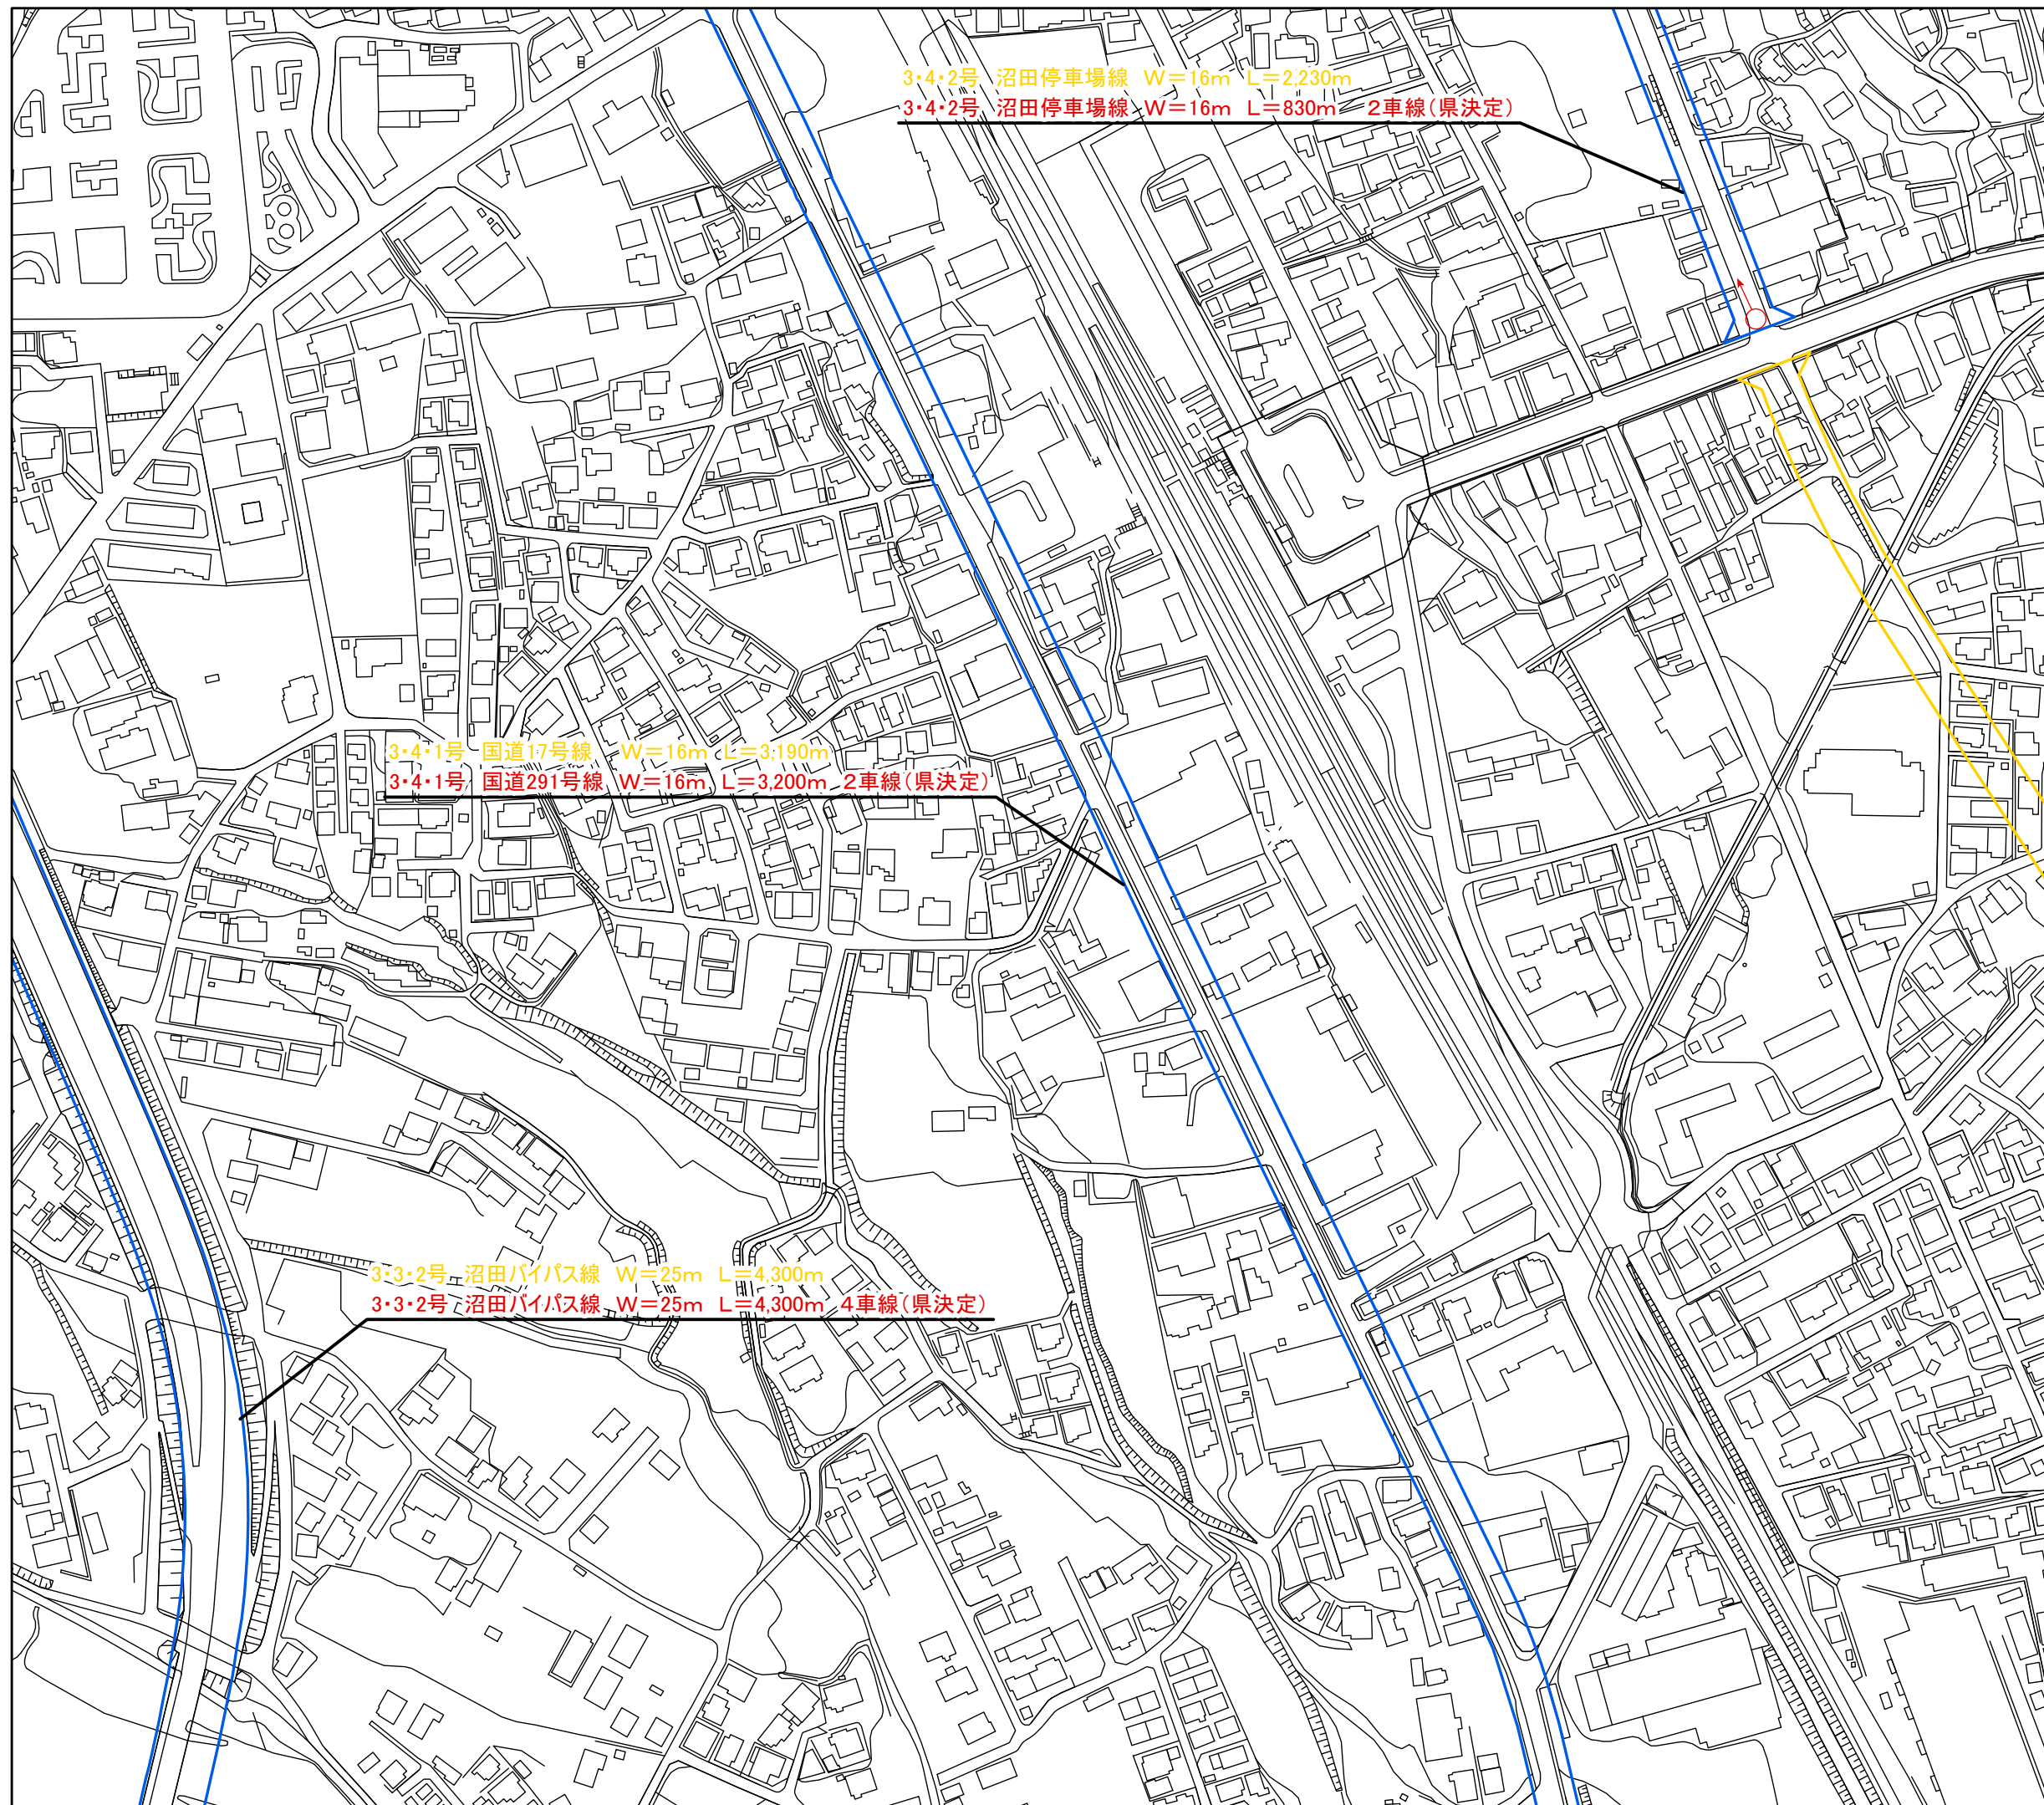 3・4・2号　沼田停車場線　W＝16m　L＝2,230m
3・4・2号　沼田停車場線　W＝16m　L＝830m　2車線（県決定）
3・4・1号　国道17号線　W＝16m　L＝3,190m
3・4・1号　国道291号線　W＝16m　L＝3,200m　2車線（県決定）
3・3・2号　沼田バイパス線　W＝25m　L＝4,300m
3・3・2号　沼田バイパス線　W＝25m　L＝4,300m　4車線（県決定）